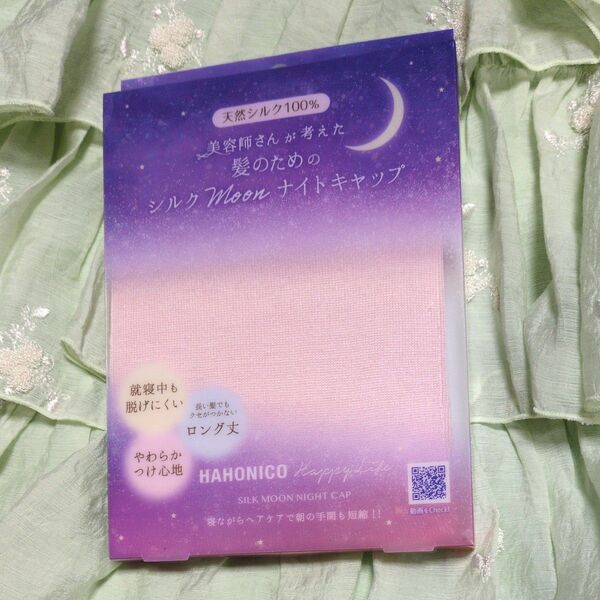 天然シルク100%
美容師さんが考えた
髪のための
シルク Moon ナイトキャップ
就寝中も
脱げにくい
長い髪でも
クセがつかない
ロング丈
やわらか
つけ心地
HAHONICO Happy Life
SILK MOON NIGHT CAP
寝ながらヘアケアで朝の手間も短縮!!
動画をCheck!